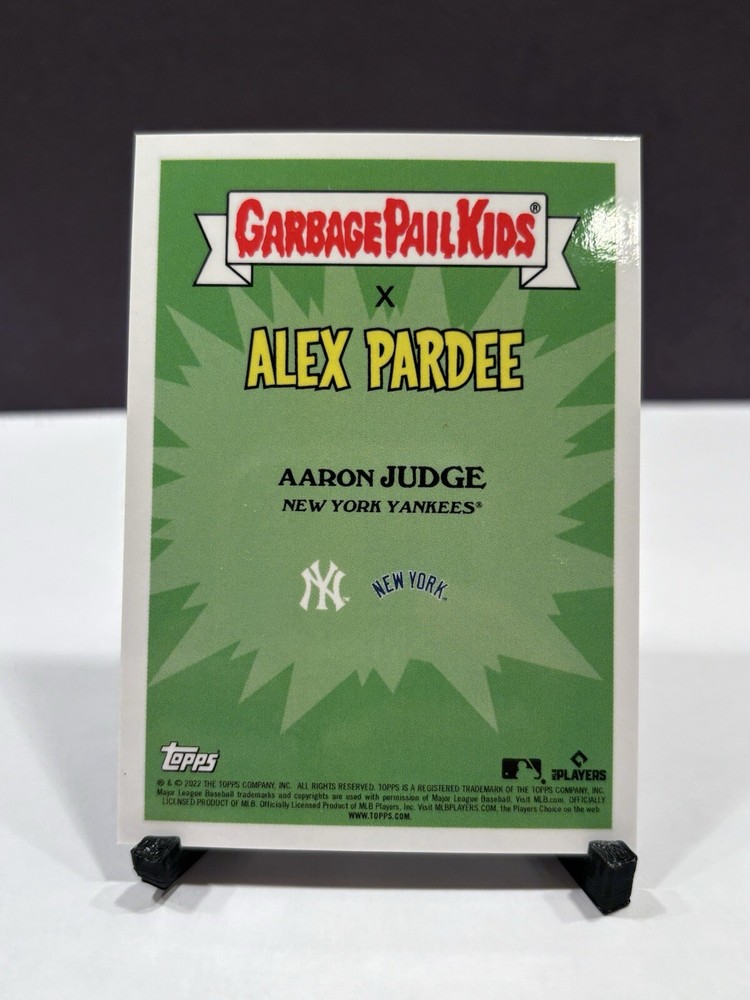 GARBAGE PAIL KIDS®
X
ALEX PARDEE
AARON JUDGE
NEW YORK YANKEES®
NY™
NEW YORK™
Topps
MLB PLAYERS
® & © 2022 THE TOPPS COMPANY, INC. ALL RIGHTS RESERVED. TOPPS IS A REGISTERED TRADEMARK OF THE TOPPS COMPANY, INC.
Major League Baseball trademarks and copyrights are used with permission of Major League Baseball. Visit MLB.com. OFFICIALLY
LICENSED PRODUCT OF MLB. Officially Licensed Product of MLB Players, Inc. Visit MLBPLAYERS.COM, the Players Choice on the web.
WWW.TOPPS.COM.